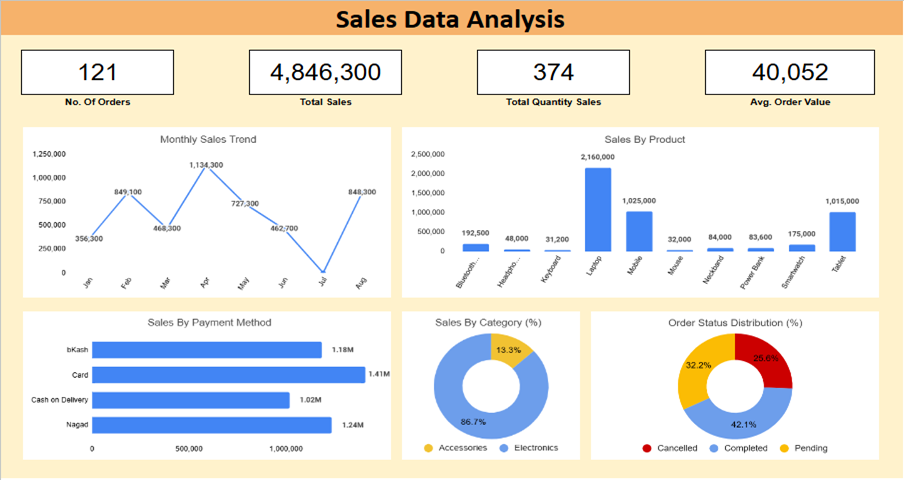 Sales Data Analysis
121
No. Of Orders
4,846,300
Total Sales
374
Total Quantity Sales
40,052
Avg. Order Value
Monthly Sales Trend
1,250,000
1,000,000
750,000
500,000
250,000
0
356,300
849,100
468,300
1,134,300
727,300
462,700
848,300
Jan
Feb
Mar
Apr
May
Jun
Jul
Aug
Sales By Product
2,500,000
2,000,000
1,500,000
1,000,000
500,000
0
192,500
48,000
31,200
2,160,000
1,025,000
32,000
84,000
83,600
175,000
1,015,000
Bluetooth...
Headpho...
Keyboard
Laptop
Mobile
Mouse
Neckband
Power Bank
Smartwatch
Tablet
Sales By Payment Method
bKash
1.18M
Card
1.41M
Cash on Delivery
1.02M
Nagad
1.24M
0
500,000
1,000,000
Sales By Category (%)
13.3%
86.7%
Accessories
Electronics
Order Status Distribution (%)
32.2%
25.6%
42.1%
Cancelled
Completed
Pending